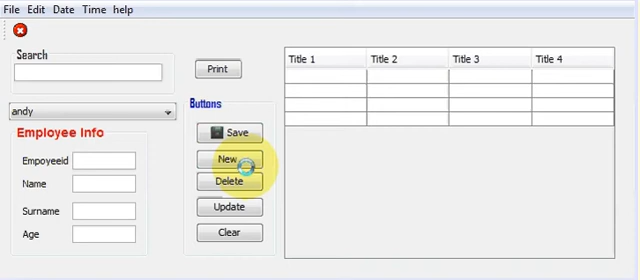 File Edit Date Time help
Search
Print
Title 1 Title 2 Title 3 Title 4
andy
Buttons
Employee Info
Save
Empoyeeid
New
Name
Delete
Surname
Update
Age
Clear